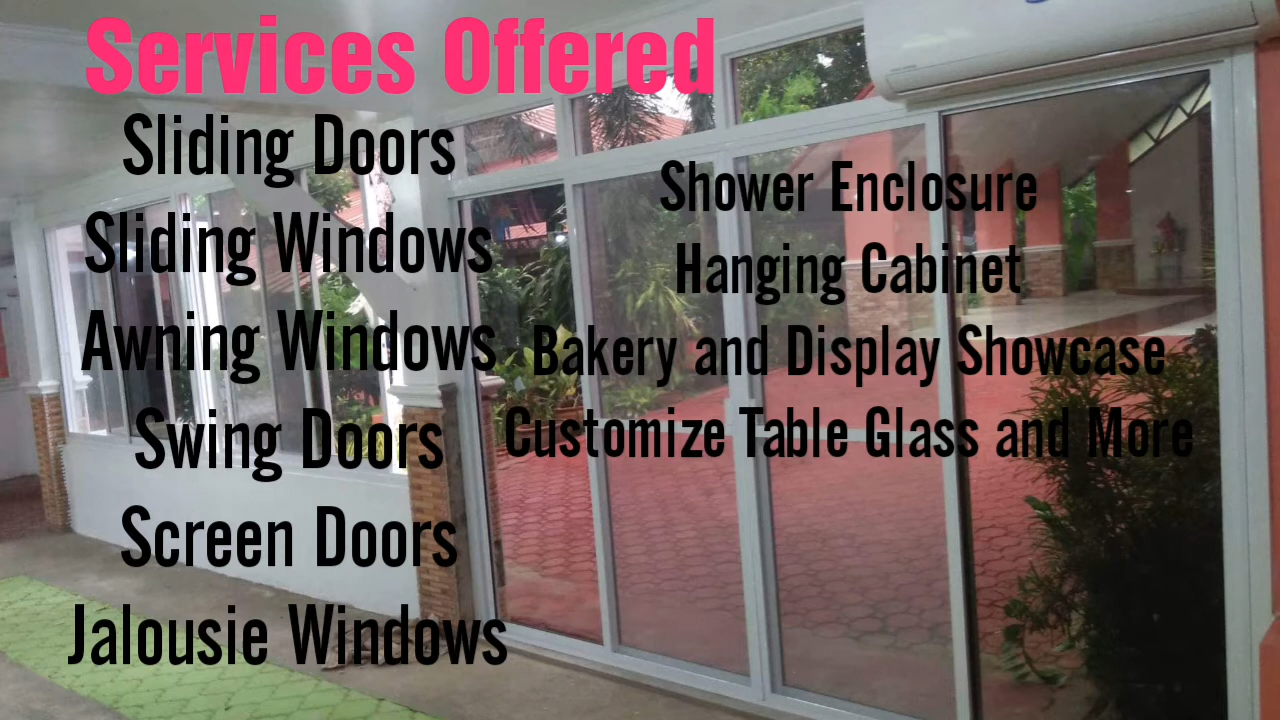 Services Offered
Sliding Doors
Sliding Windows
Awning Windows
Swing Doors
Screen Doors
Jalousie Windows
Shower Enclosure
Hanging Cabinet
Bakery and Display Showcase
Customize Table Glass and More